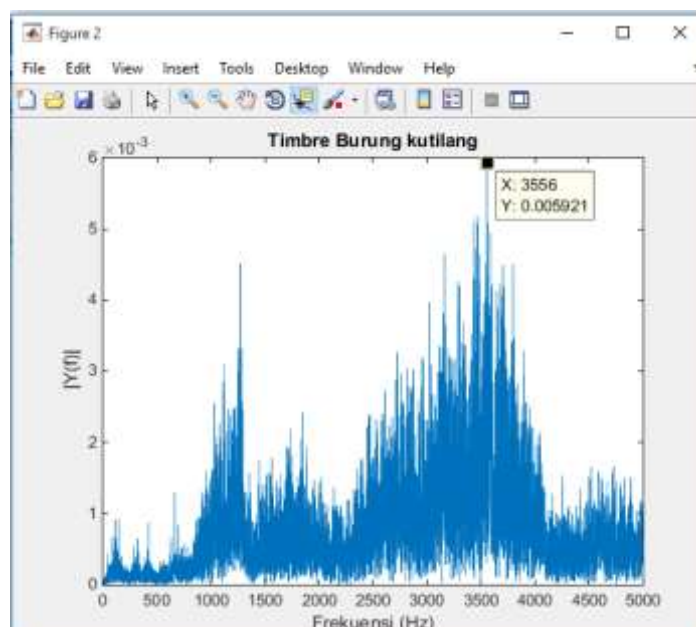 Figure 2
File Edit View Insert Tools Desktop Window Help
×10-3
Timbre Burung kutilang
X: 3556
Y: 0.005921
6
5
4
3
2
1
0
|Y(f)|
0 500 1000 1500 2000 2500 3000 3500 4000 4500 5000
Frekuensi (Hz)